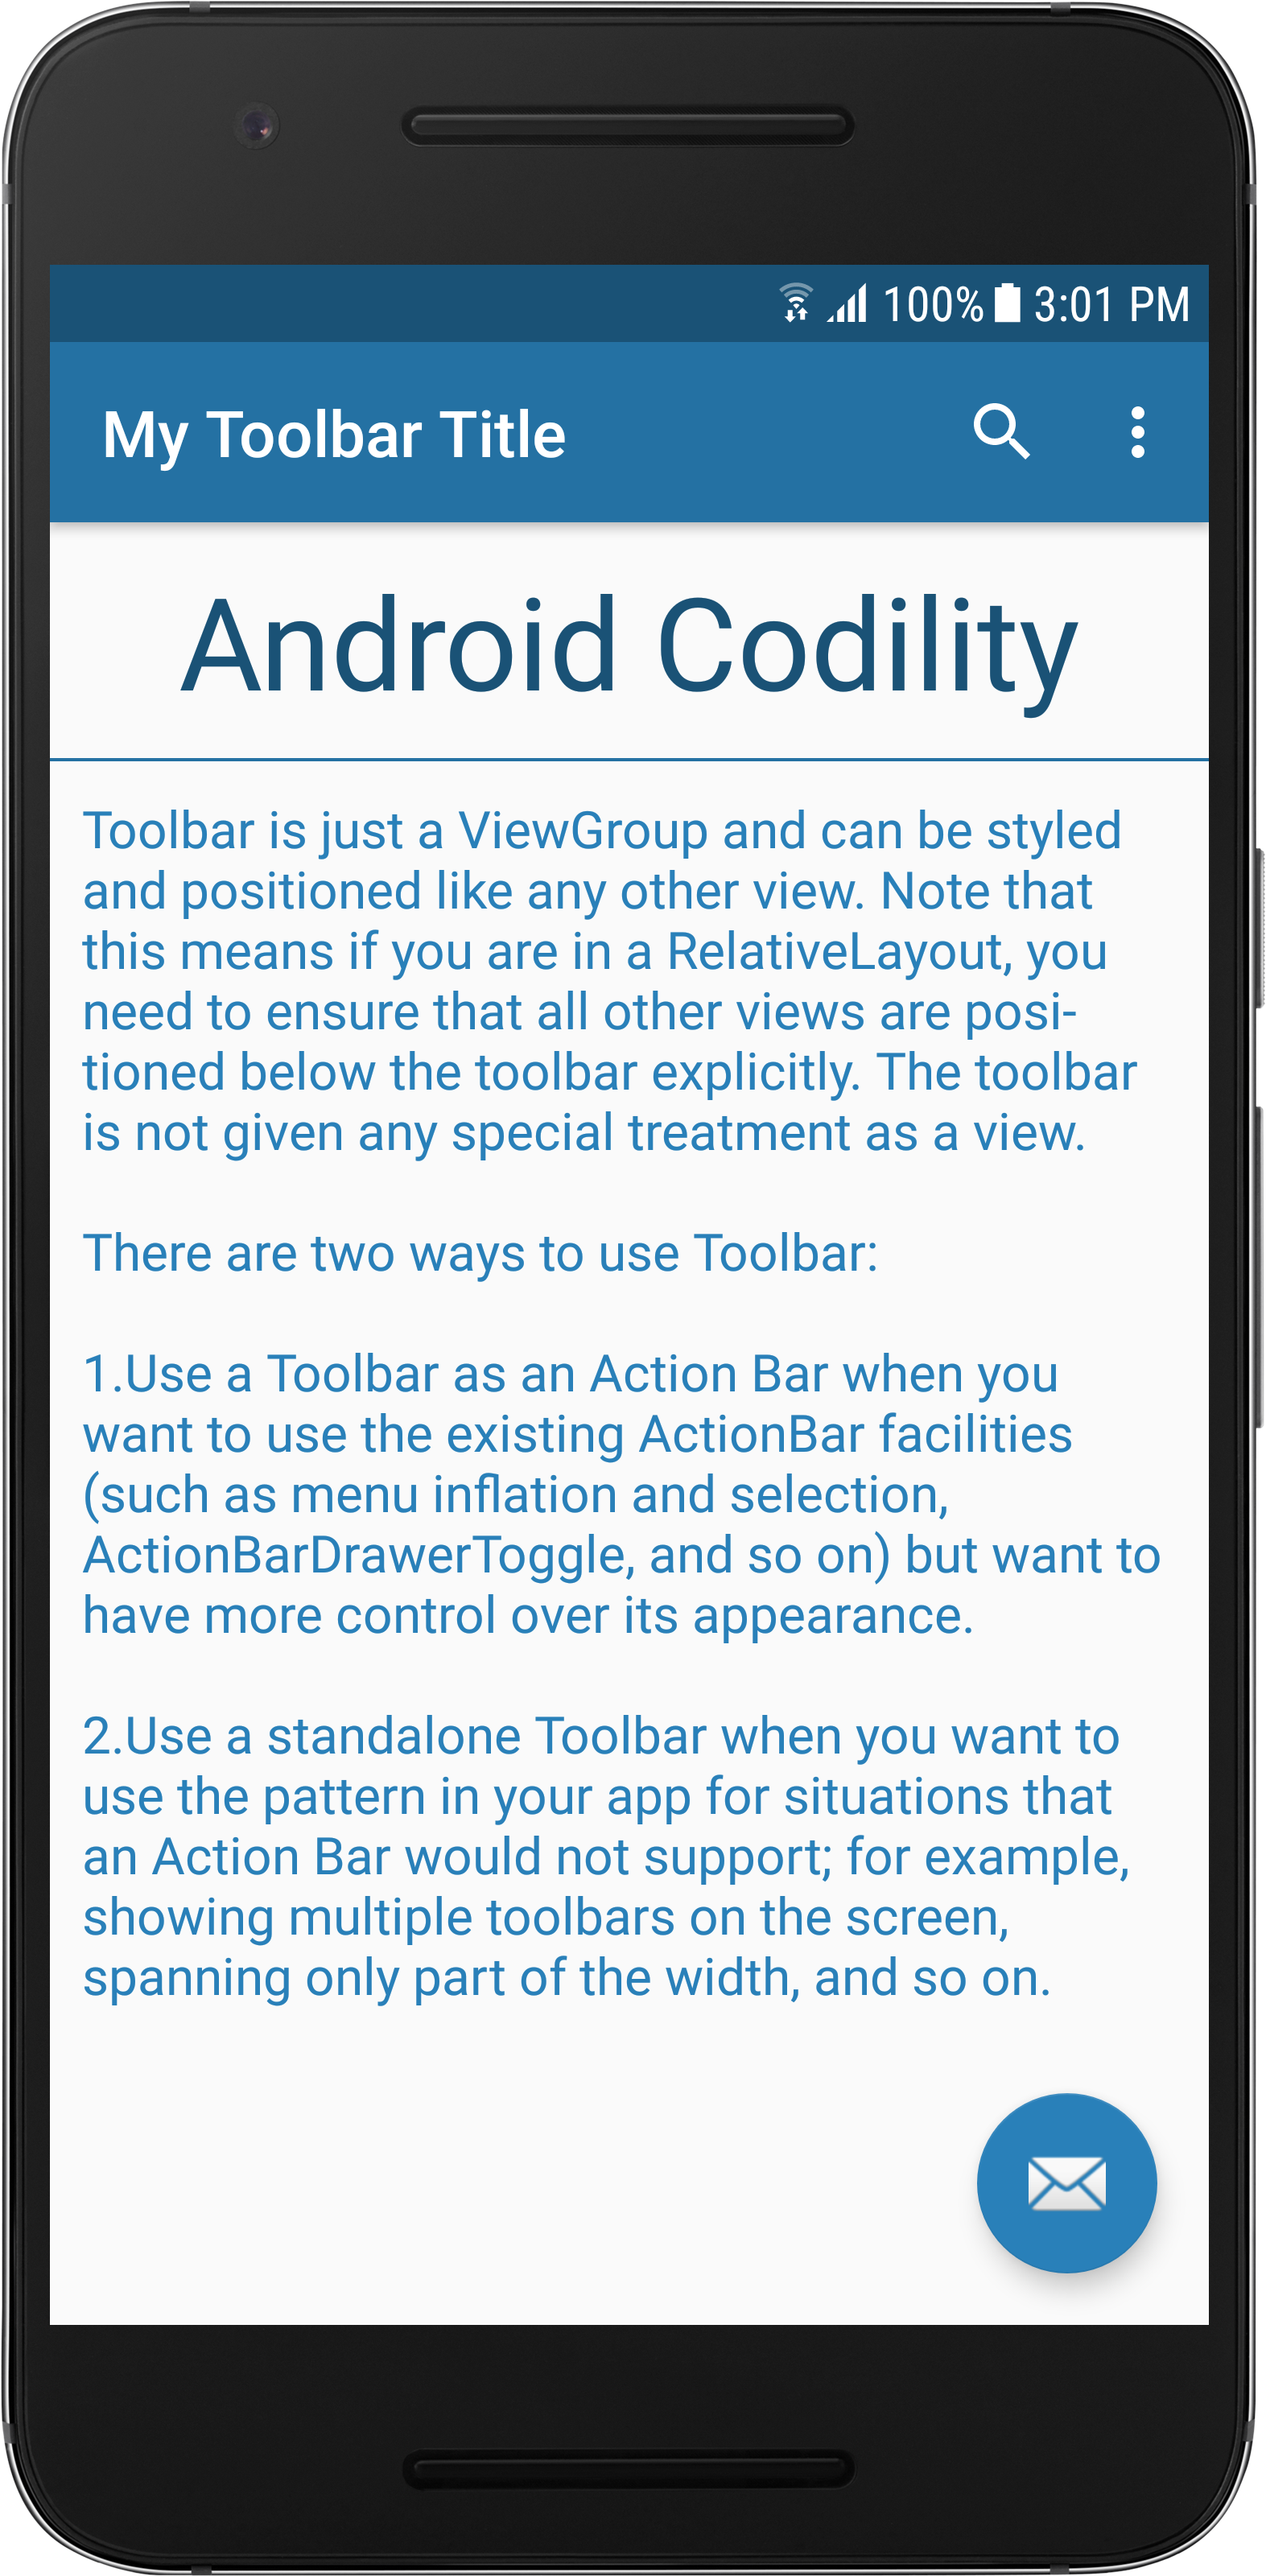 100% 3:01 PM
My Toolbar Title
Android Codility
Toolbar is just a ViewGroup and can be styled
and positioned like any other view. Note that
this means if you are in a RelativeLayout, you
need to ensure that all other views are posi-
tioned below the toolbar explicitly. The toolbar
is not given any special treatment as a view.
There are two ways to use Toolbar:
1.Use a Toolbar as an Action Bar when you
want to use the existing ActionBar facilities
(such as menu inflation and selection,
ActionBarDrawerToggle, and so on) but want to
have more control over its appearance.
2.Use a standalone Toolbar when you want to
use the pattern in your app for situations that
an Action Bar would not support; for example,
showing multiple toolbars on the screen,
spanning only part of the width, and so on.